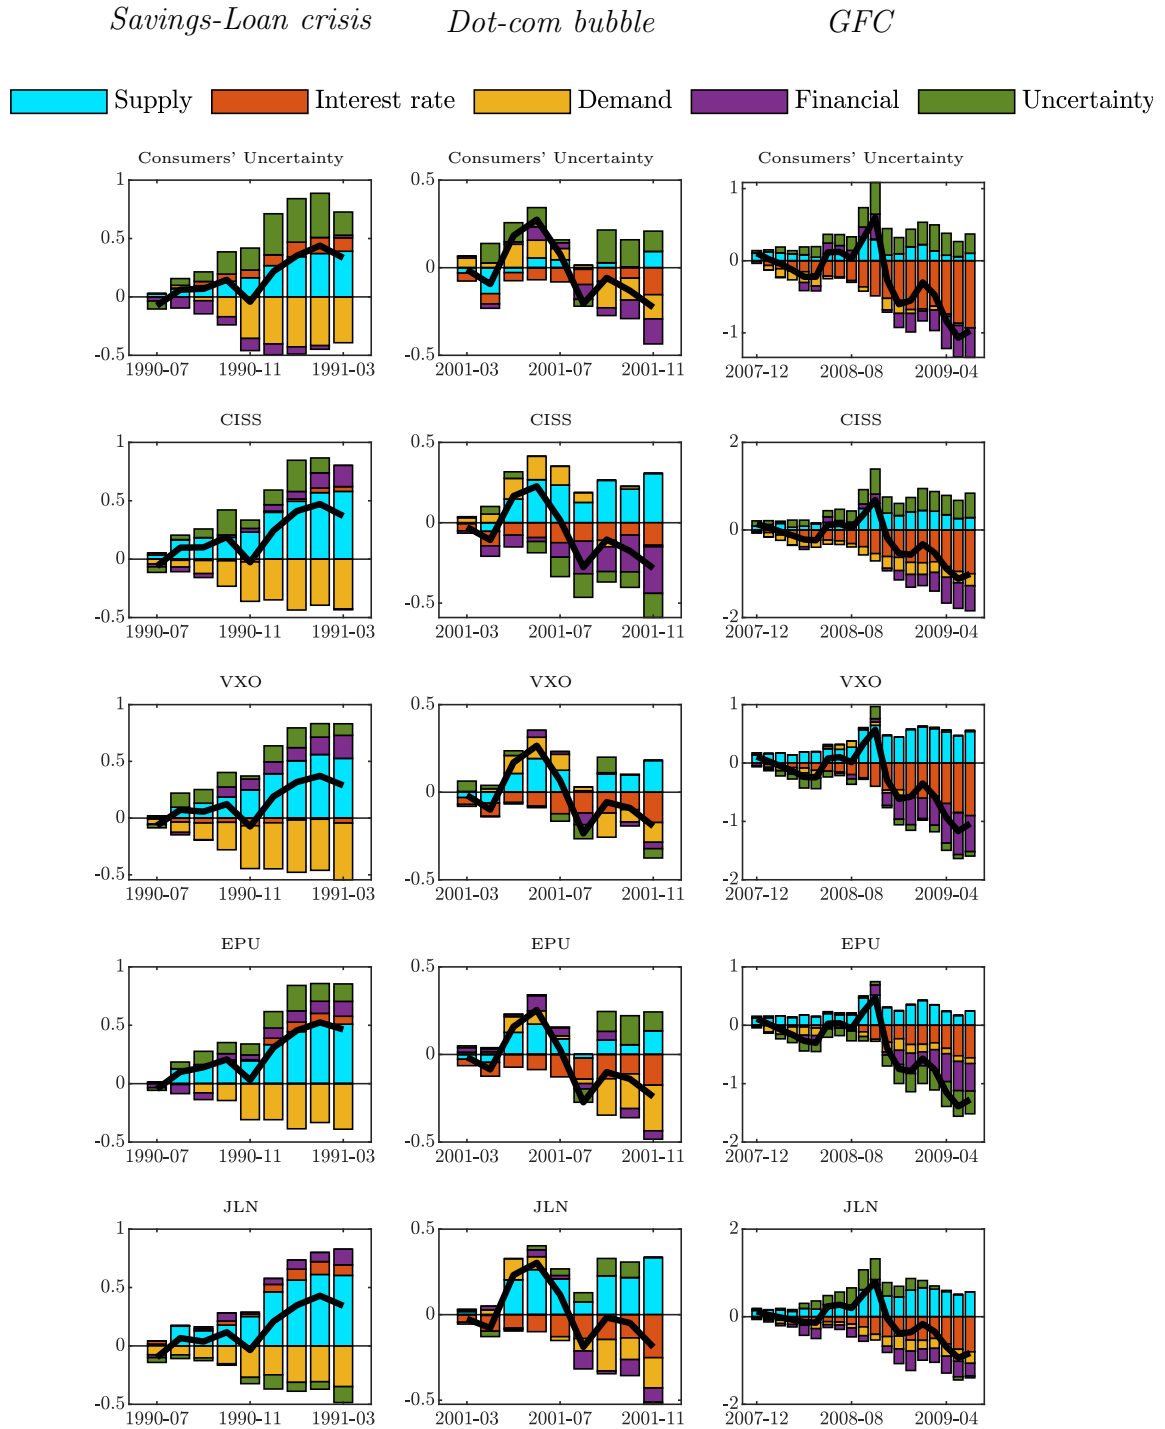 Savings-Loan crisis Dot-com bubble GFC
Supply Interest rate Demand Financial Uncertainty
Consumers' Uncertainty Consumers' Uncertainty Consumers' Uncertainty
1 0.5 1
0.5
0 0 0
-1
-0.5 -0.5
1990-07 1990-11 1991-03 2001-03 2001-07 2001-11 2007-12 2008-08 2009-04
CISS CISS CISS
1 0.5 2
0.5
0 0 0
-0.5 -0.5 -2
1990-07 1990-11 1991-03 2001-03 2001-07 2001-11 2007-12 2008-08 2009-04
VXO VXO VXO
1 0.5 1
0.5
0 0 0
-1
-0.5 -0.5 -2
1990-07 1990-11 1991-03 2001-03 2001-07 2001-11 2007-12 2008-08 2009-04
EPU EPU EPU
1 0.5 1
0.5
0 0 0
-1
-0.5 -0.5 -2
1990-07 1990-11 1991-03 2001-03 2001-07 2001-11 2007-12 2008-08 2009-04
JLN JLN JLN
1 0.5 2
0.5
0 0 0
-0.5 -0.5 -2
1990-07 1990-11 1991-03 2001-03 2001-07 2001-11 2007-12 2008-08 2009-04